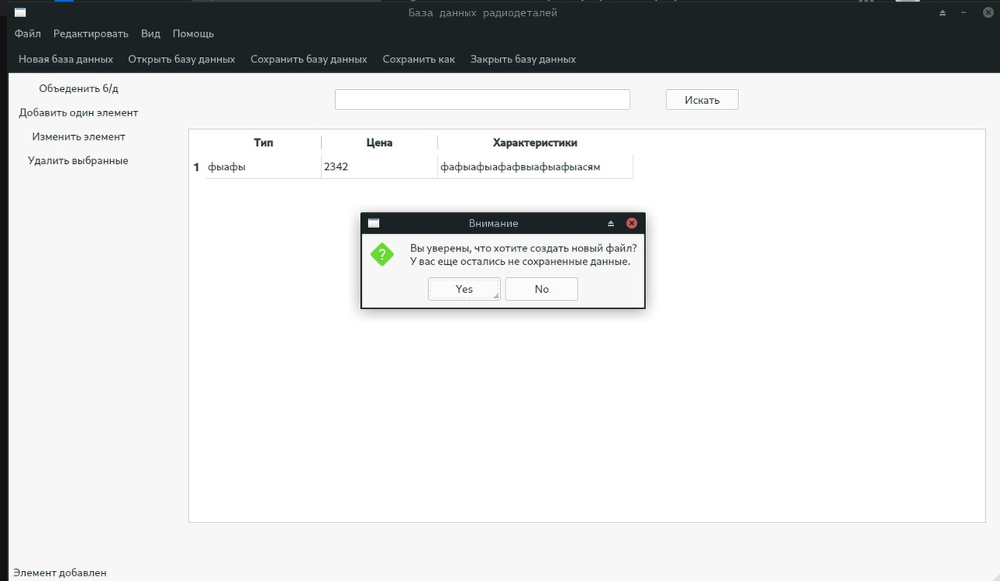 База данных радиодеталей
Файл Редактировать Вид Помощь
Новая база данных Открыть базу данных Сохранить базу данных Сохранить как Закрыть базу данных
Объеденить б/д
Добавить один элемент
Изменить элемент
Удалить выбранные
Искать
Тип Цена Характеристики
1 фыафы 2342 фафыафыафафвыафыафыасям
Внимание
Вы уверены, что хотите создать новый файл?
У вас еще остались не сохраненные данные.
Yes No
Элемент добавлен